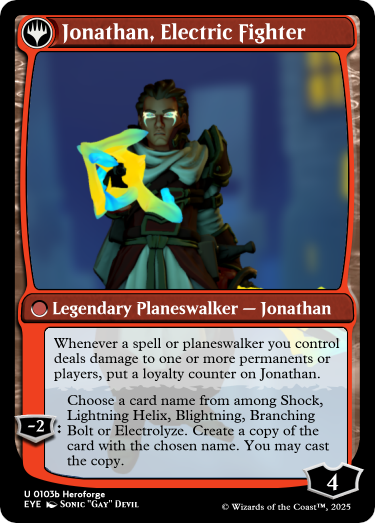 Jonathan, Electric Fighter
Legendary Planeswalker — Jonathan
Whenever a spell or planeswalker you control
deals damage to one or more permanents or
players, put a loyalty counter on Jonathan.
-2: Choose a card name from among Shock,
Lightning Helix, Blightning, Branching
Bolt or Electrolyze. Create a copy of the
card with the chosen name. You may cast
the copy.
4
U 0103b Heroforge
EYE Sonic "Gay" Devil
© Wizards of the Coast™, 2025